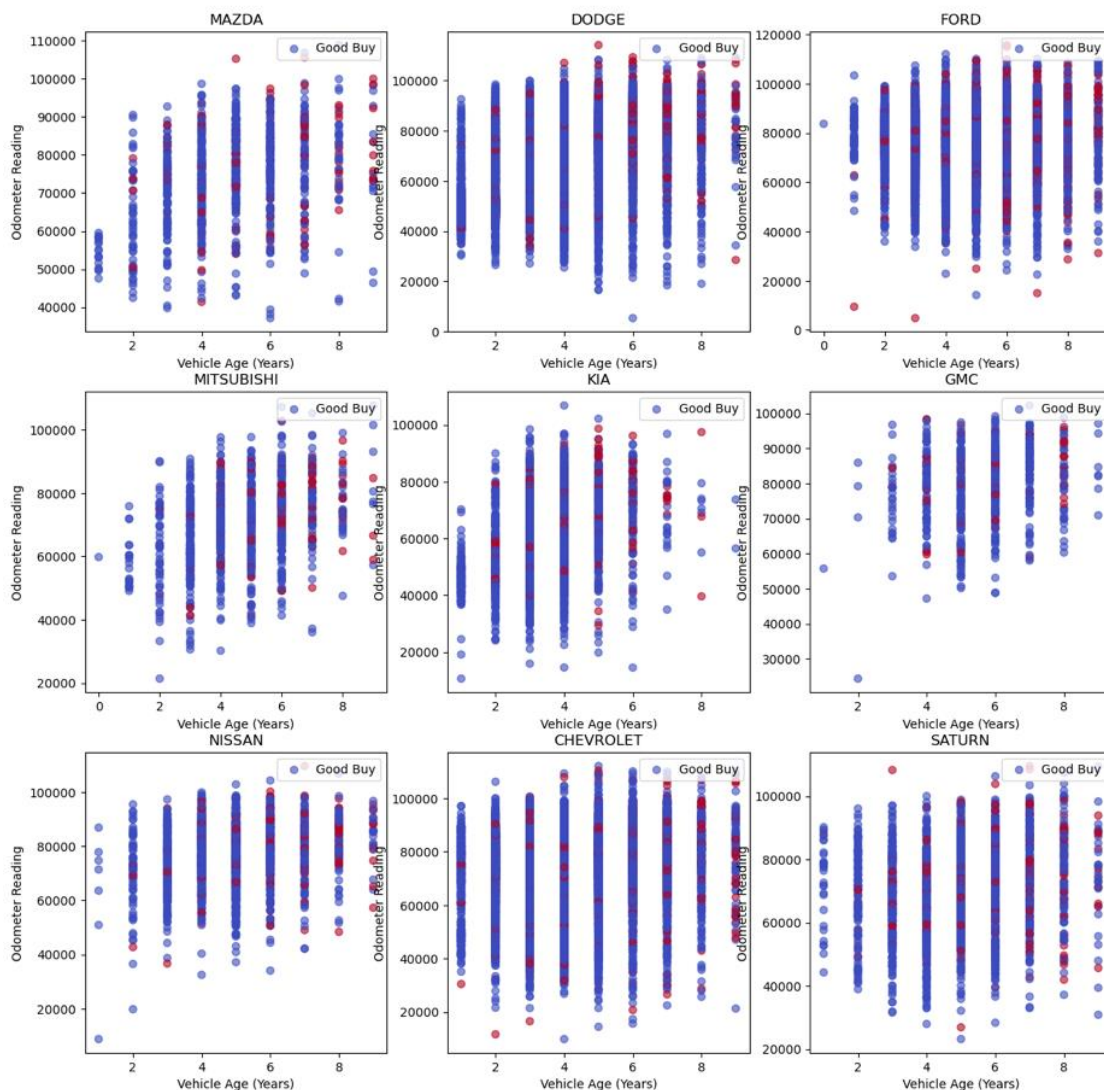 MAZDA
Good Buy
Odometer Reading
110000
100000
90000
80000
70000
60000
50000
40000
2
4
6
8
Vehicle Age (Years)
DODGE
Good Buy
Odometer Reading
100000
80000
60000
40000
20000
0
2
4
6
8
Vehicle Age (Years)
FORD
Good Buy
Odometer Reading
120000
100000
80000
60000
40000
20000
0
0
2
4
6
8
Vehicle Age (Years)
MITSUBISHI
Good Buy
Odometer Reading
100000
80000
60000
40000
20000
0
2
4
6
8
Vehicle Age (Years)
KIA
Good Buy
Odometer Reading
100000
80000
60000
40000
20000
2
4
6
8
Vehicle Age (Years)
GMC
Good Buy
Odometer Reading
100000
90000
80000
70000
60000
50000
40000
30000
0
2
4
6
8
Vehicle Age (Years)
NISSAN
Good Buy
Odometer Reading
100000
80000
60000
40000
20000
2
4
6
8
Vehicle Age (Years)
CHEVROLET
Good Buy
Odometer Reading
100000
80000
60000
40000
20000
2
4
6
8
Vehicle Age (Years)
SATURN
Good Buy
Odometer Reading
100000
80000
60000
40000
20000
2
4
6
8
Vehicle Age (Years)